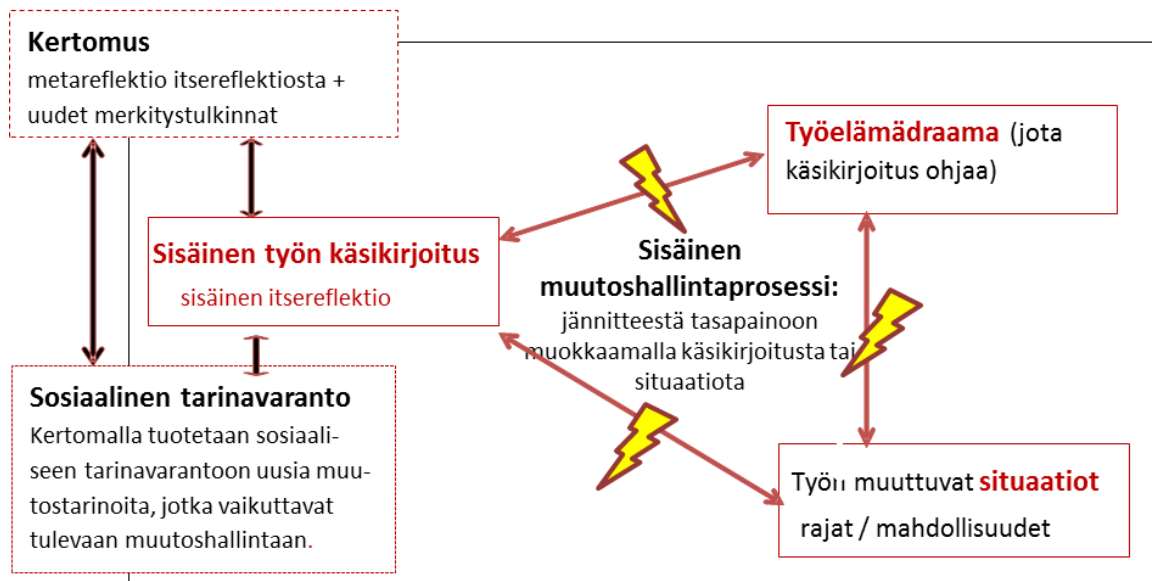 Kertomus
metareflektio itsereflektiosta +
uudet merkitystulkinnat
Työelämädraama (jota
käsikirjoitus ohjaa)
Sisäinen työn käsikirjoitus
sisäinen itsereflektio
Sisäinen
muutoshallintaprosessi:
jännitteestä tasapainoon
muokkaamalla käsikirjoitusta tai
situaatiota
Sosiaalinen tarinavaranto
Kertomalla tuotetaan sosiaali-
seen tarinavarantoon uusia muu-
tostarinoita, jotka vaikuttavat
tulevaan muutoshallintaan.
Työn muuttuvat situaatiot
rajat / mahdollisuudet